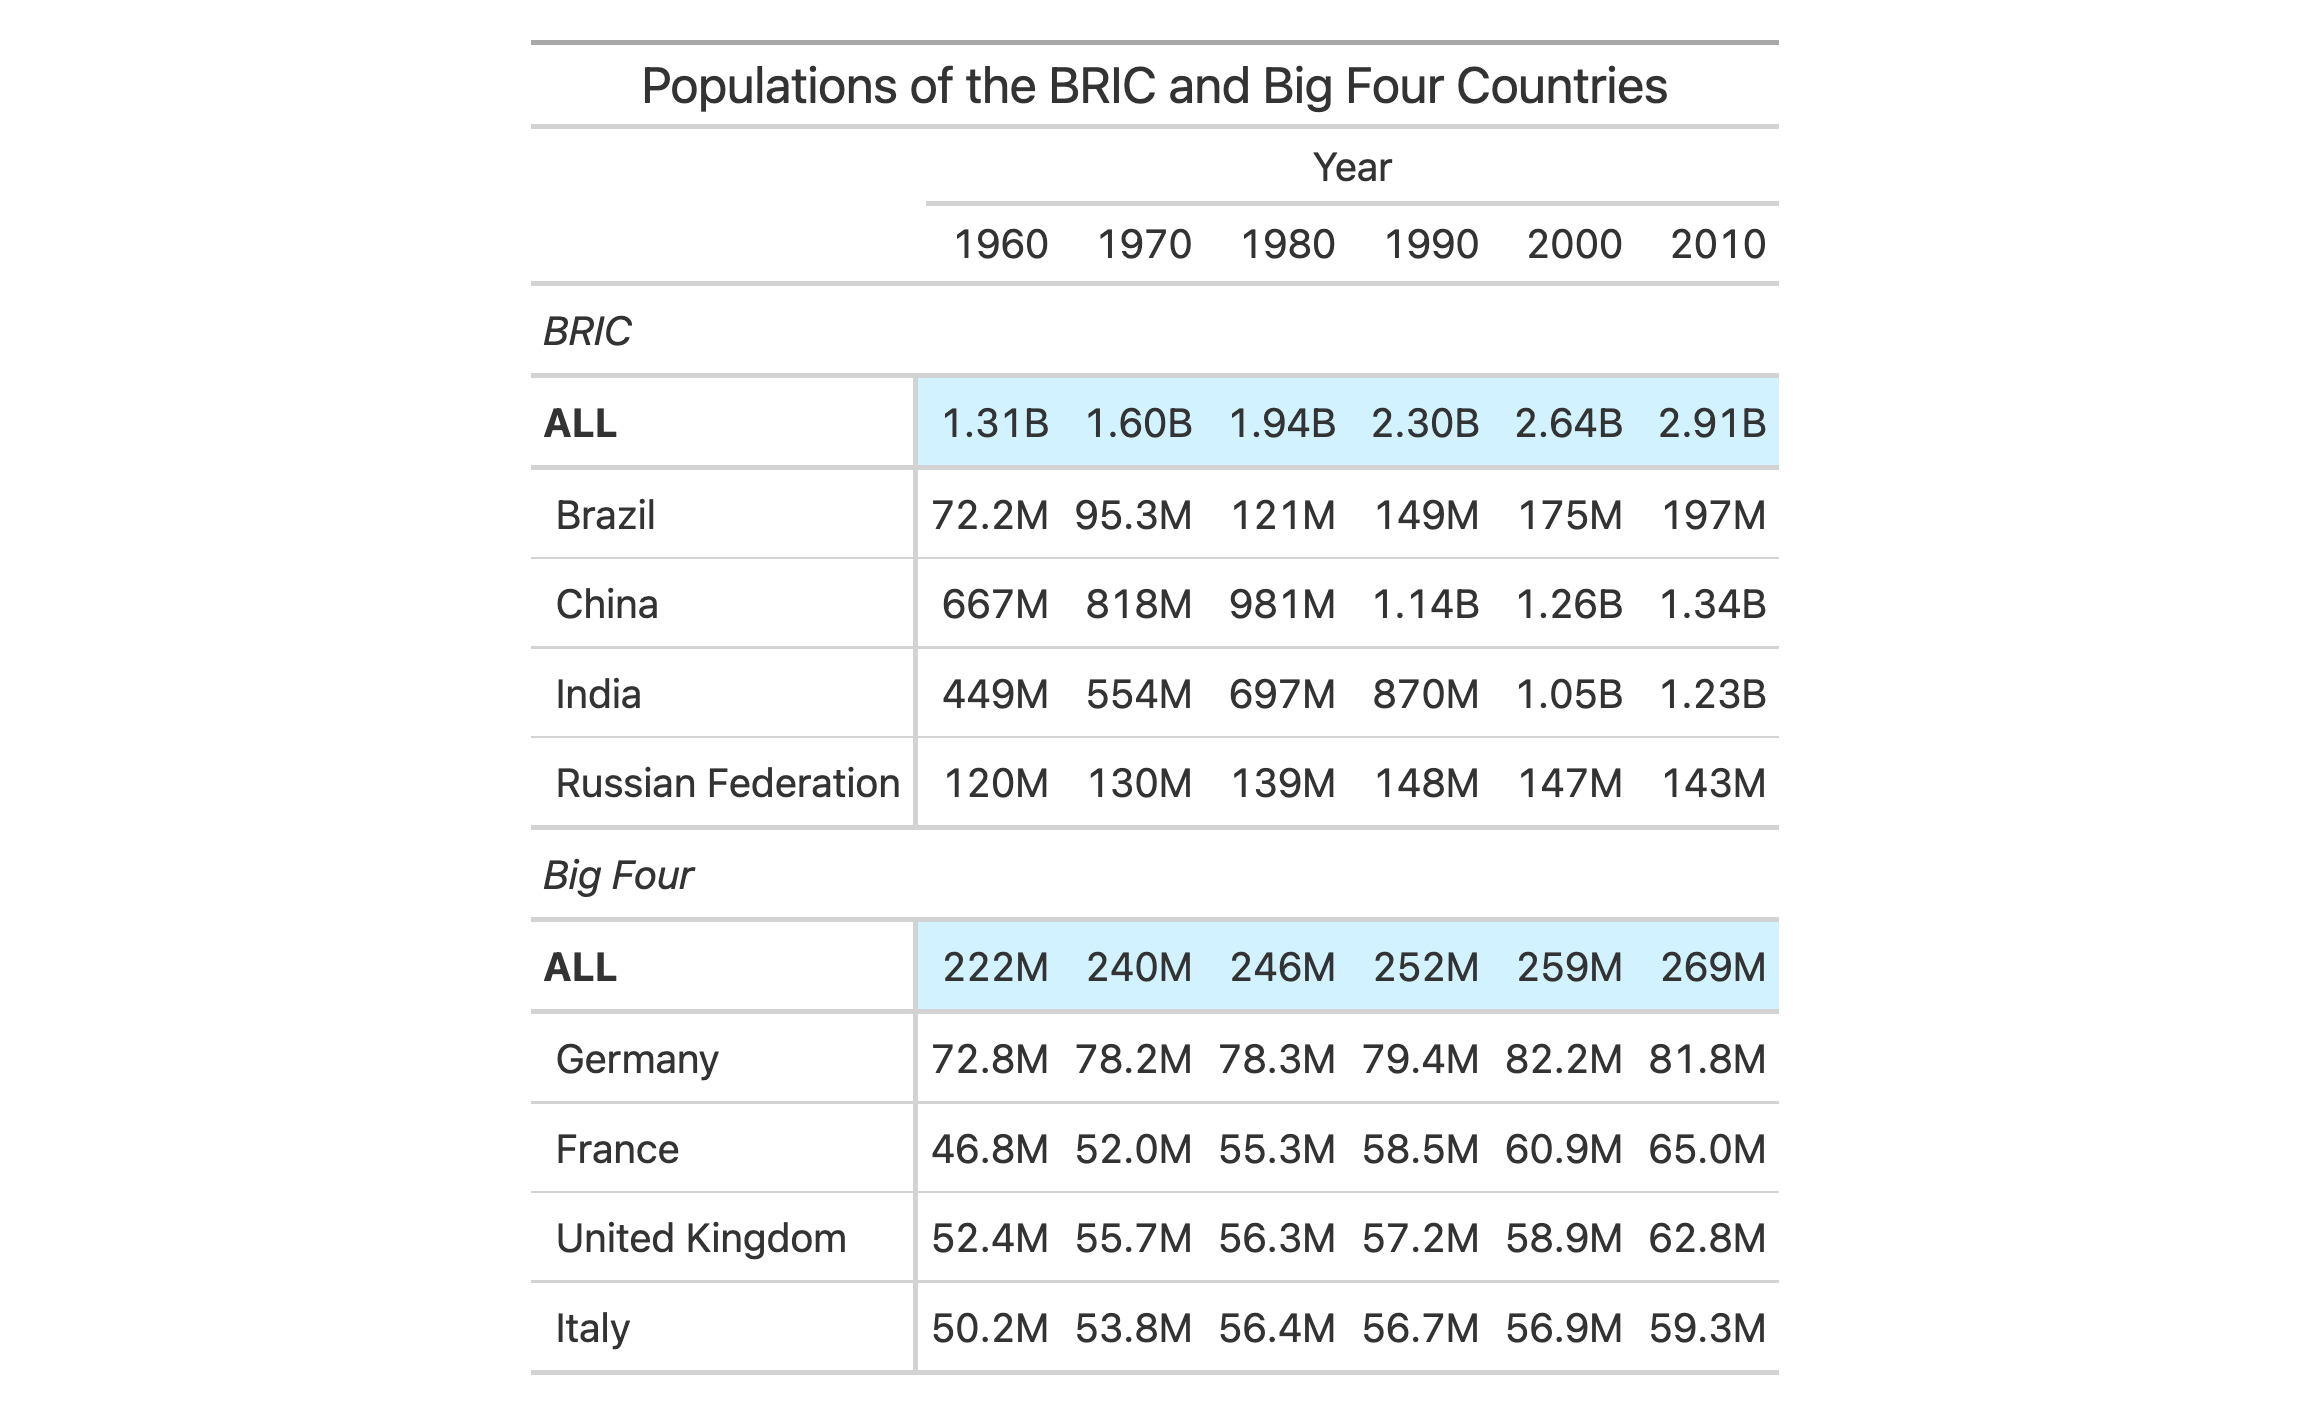 Populations of the BRIC and Big Four Countries
Year
1960 1970 1980 1990 2000 2010
BRIC
ALL 1.31B 1.60B 1.94B 2.30B 2.64B 2.91B
Brazil 72.2M 95.3M 121M 149M 175M 197M
China 667M 818M 981M 1.14B 1.26B 1.34B
India 449M 554M 697M 870M 1.05B 1.23B
Russian Federation 120M 130M 139M 148M 147M 143M
Big Four
ALL 222M 240M 246M 252M 259M 269M
Germany 72.8M 78.2M 78.3M 79.4M 82.2M 81.8M
France 46.8M 52.0M 55.3M 58.5M 60.9M 65.0M
United Kingdom 52.4M 55.7M 56.3M 57.2M 58.9M 62.8M
Italy 50.2M 53.8M 56.4M 56.7M 56.9M 59.3M